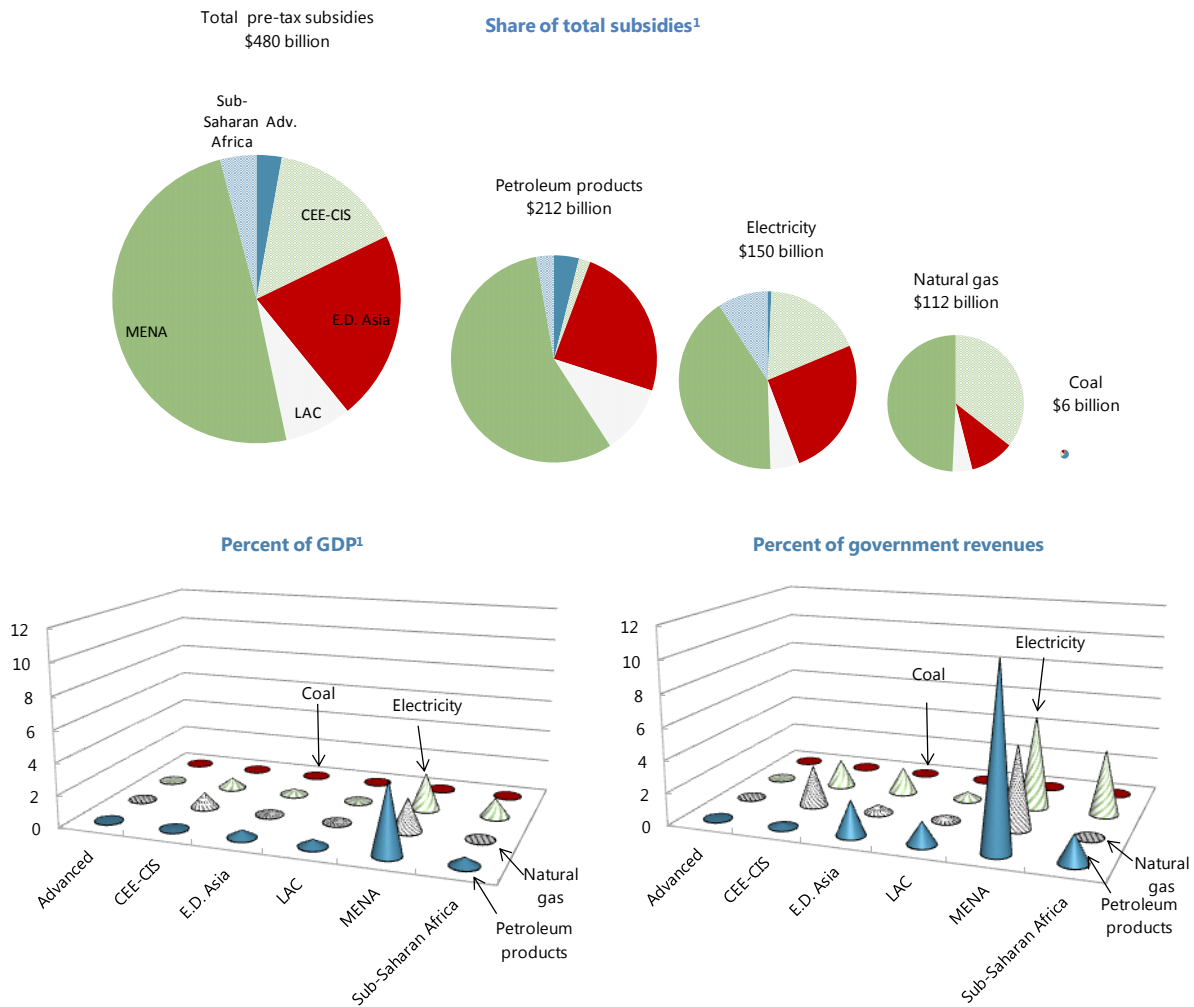 Share of total subsidies¹
Total pre-tax subsidies
$480 billion
Sub-
Saharan Adv.
Africa
CEE-CIS
E.D. Asia
MENA
LAC
Petroleum products
$212 billion
Electricity
$150 billion
Natural gas
$112 billion
Coal
$6 billion
Percent of GDP¹
12
10
8
6
4
2
0
Coal
Electricity
Advanced
CEE-CIS
E.D. Asia
LAC
MENA
Sub-Saharan Africa
Natural
gas
Petroleum
products
Percent of government revenues
12
10
8
6
4
2
0
Coal
Electricity
Advanced
CEE-CIS
E.D. Asia
LAC
MENA
Sub-Saharan Africa
Natural
gas
Petroleum
products